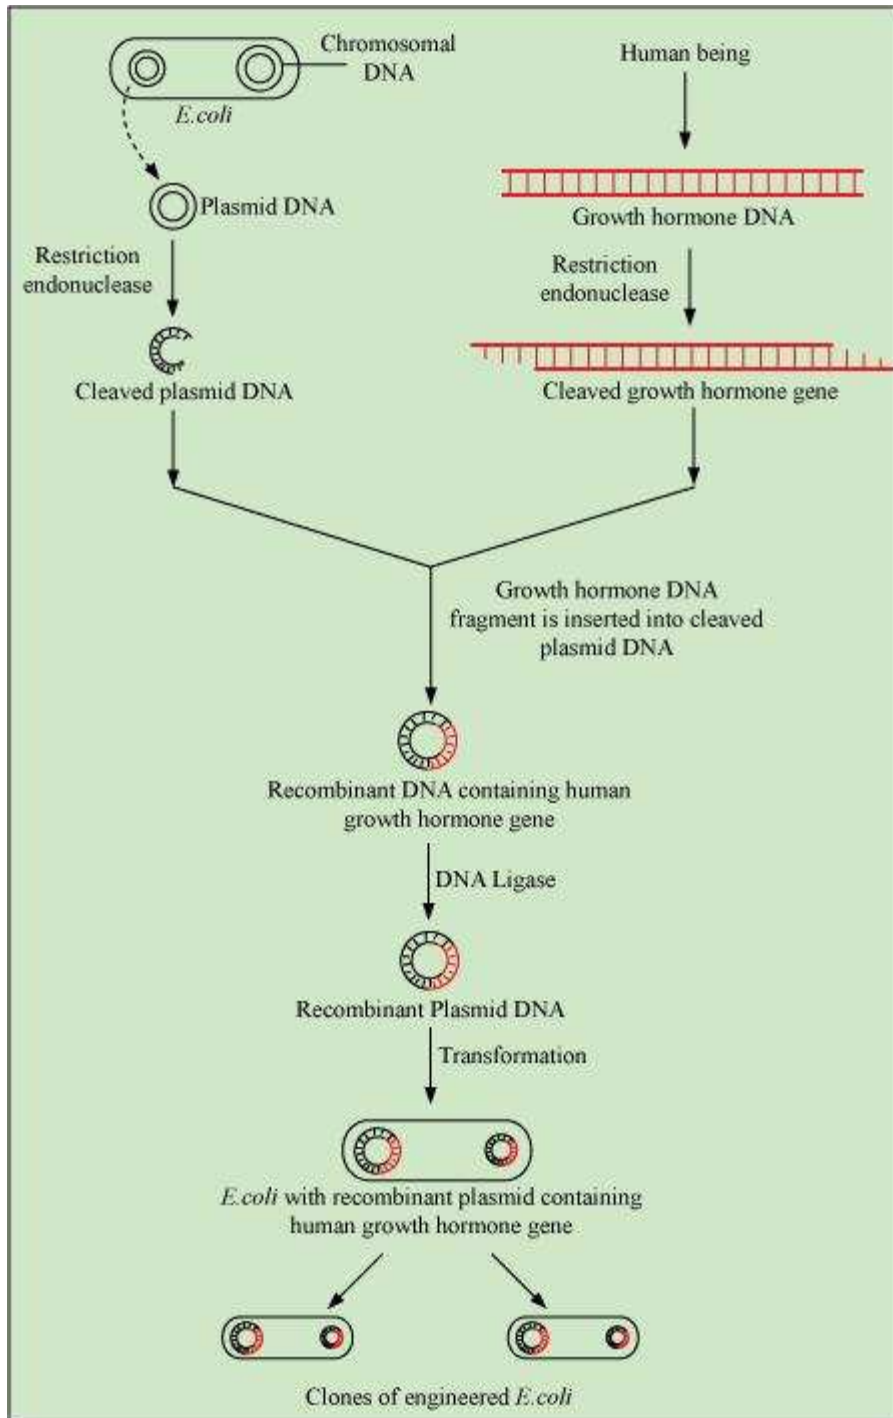 Chromosomal
DNA
E.coli
Human being
Plasmid DNA
Growth hormone DNA
Restriction
endonuclease
Restriction
endonuclease
Cleaved plasmid DNA
Cleaved growth hormone gene
Growth hormone DNA
fragment is inserted into cleaved
plasmid DNA
Recombinant DNA containing human
growth hormone gene
DNA Ligase
Recombinant Plasmid DNA
Transformation
E.coli with recombinant plasmid containing
human growth hormone gene
Clones of engineered E.coli